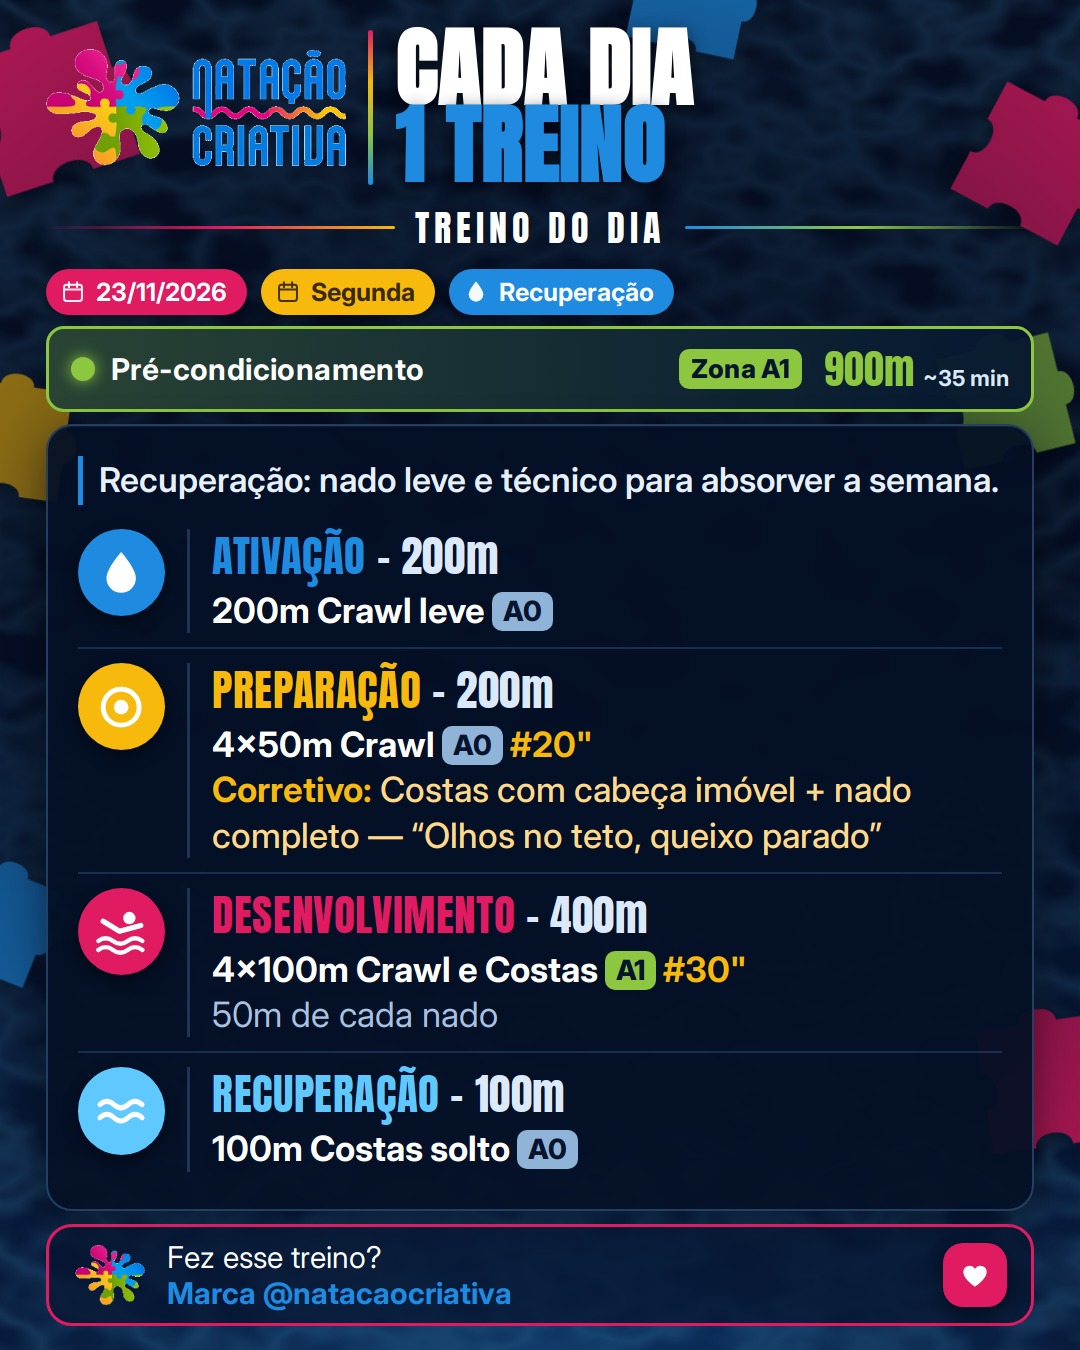 NATAÇÃO
CRIATIVA
CADA DIA
1 TREINO
TREINO DO DIA
23/11/2026
Segunda
Recuperação
Pré-condicionamento
Zona A1
900m ~35 min
Recuperação: nado leve e técnico para absorver a semana.
ATIVAÇÃO - 200m
200m Crawl leve A0
PREPARAÇÃO - 200m
4×50m Crawl A0 #20"
Corretivo: Costas com cabeça imóvel + nado
completo — “Olhos no teto, queixo parado”
DESENVOLVIMENTO - 400m
4×100m Crawl e Costas A1 #30"
50m de cada nado
RECUPERAÇÃO - 100m
100m Costas solto A0
Fez esse treino?
Marca @natacaocriativa